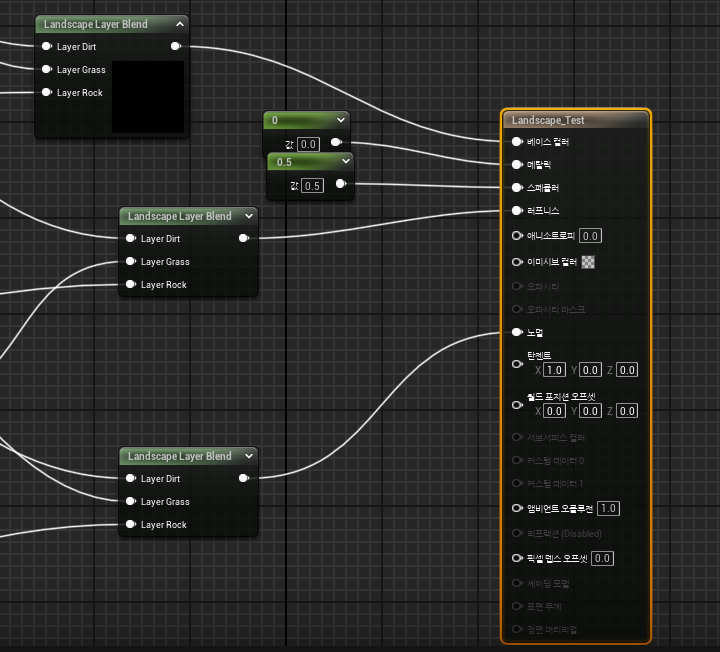 Landscape Layer Blend
Layer Dirt
Layer Grass
Layer Rock
0
값 0.0
0.5
값 0.5
Landscape Layer Blend
Layer Dirt
Layer Grass
Layer Rock
Landscape Layer Blend
Layer Dirt
Layer Grass
Layer Rock
Landscape_Test
베이스 컬러
메탈릭
스페큘러
러프니스
애니소트로피 0.0
이미시브 컬러
오파시티
오파시티 마스크
노멀
탄젠트
X 1.0 Y 0.0 Z 0.0
월드 포지션 오프셋
X 0.0 Y 0.0 Z 0.0
서브서피스 컬러
커스텀 데이터 0
커스텀 데이터 1
앰비언트 오클루전 1.0
리프랙션 (Disabled)
픽셀 뎁스 오프셋 0.0
셰이딩 모델
표면 두께